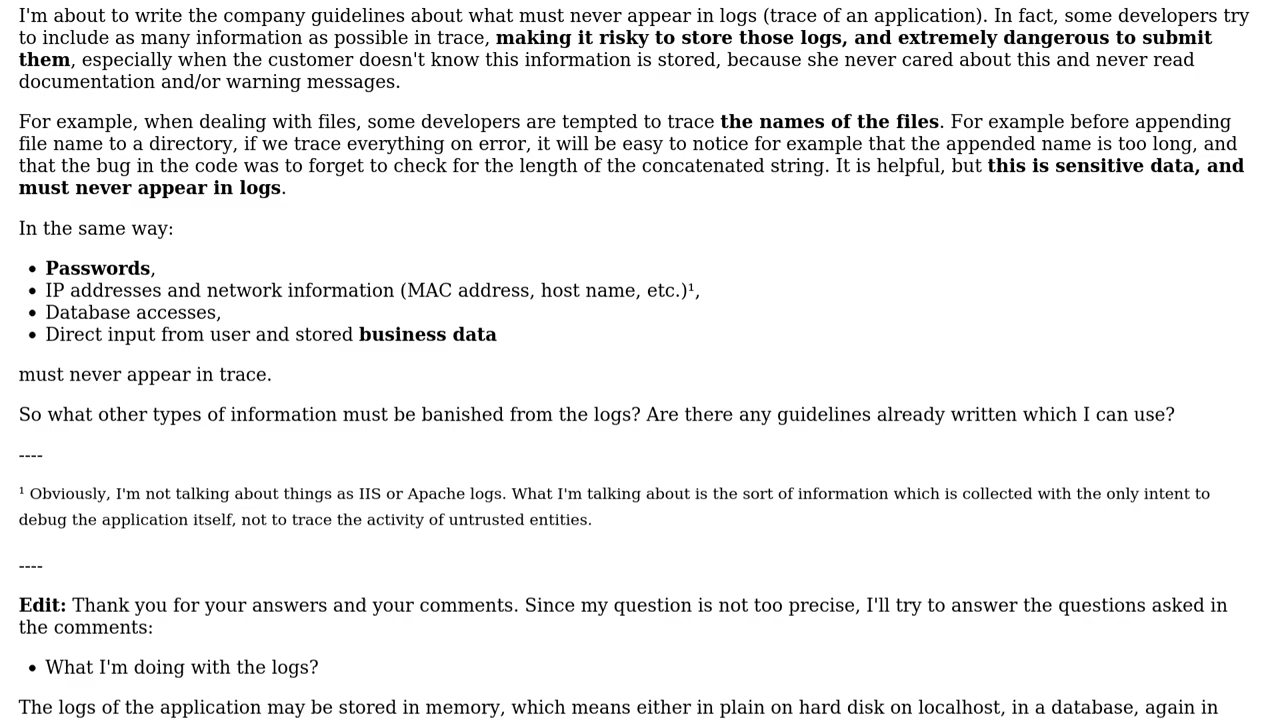 I'm about to write the company guidelines about what must never appear in logs (trace of an application). In fact, some developers try
to include as many information as possible in trace, making it risky to store those logs, and extremely dangerous to submit
them, especially when the customer doesn't know this information is stored, because she never cared about this and never read
documentation and/or warning messages.
For example, when dealing with files, some developers are tempted to trace the names of the files. For example before appending
file name to a directory, if we trace everything on error, it will be easy to notice for example that the appended name is too long, and
that the bug in the code was to forget to check for the length of the concatenated string. It is helpful, but this is sensitive data, and
must never appear in logs.
In the same way:
• Passwords,
• IP addresses and network information (MAC address, host name, etc.)¹,
• Database accesses,
• Direct input from user and stored business data
must never appear in trace.
So what other types of information must be banished from the logs? Are there any guidelines already written which I can use?
----
¹ Obviously, I'm not talking about things as IIS or Apache logs. What I'm talking about is the sort of information which is collected with the only intent to
debug the application itself, not to trace the activity of untrusted entities.
----
Edit: Thank you for your answers and your comments. Since my question is not too precise, I'll try to answer the questions asked in
the comments:
• What I'm doing with the logs?
The logs of the application may be stored in memory, which means either in plain on hard disk on localhost, in a database, again in